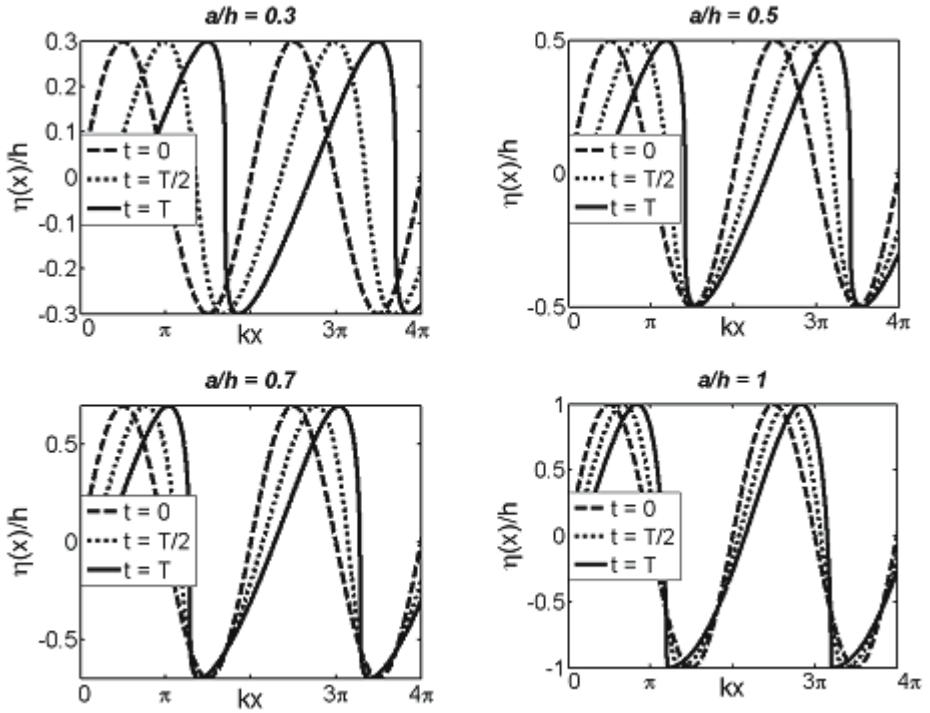 a/h = 0.3
0.3
0.2
0.1
0
-0.1
-0.2
-0.3
η(x)/h
t = 0
t = T/2
t = T
0
π
kx
3π
4π
a/h = 0.5
0.5
0
-0.5
η(x)/h
t = 0
t = T/2
t = T
0
π
kx
3π
4π
a/h = 0.7
0.5
0
-0.5
η(x)/h
t = 0
t = T/2
t = T
0
π
kx
3π
4π
a/h = 1
1
0.5
0
-0.5
-1
η(x)/h
t = 0
t = T/2
t = T
0
π
kx
3π
4π